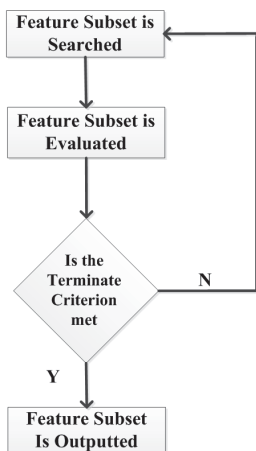 Feature Subset is
Searched
Feature Subset is
Evaluated
Is the
Terminate
Criterion
met
N
Y
Feature Subset
Is Outputted